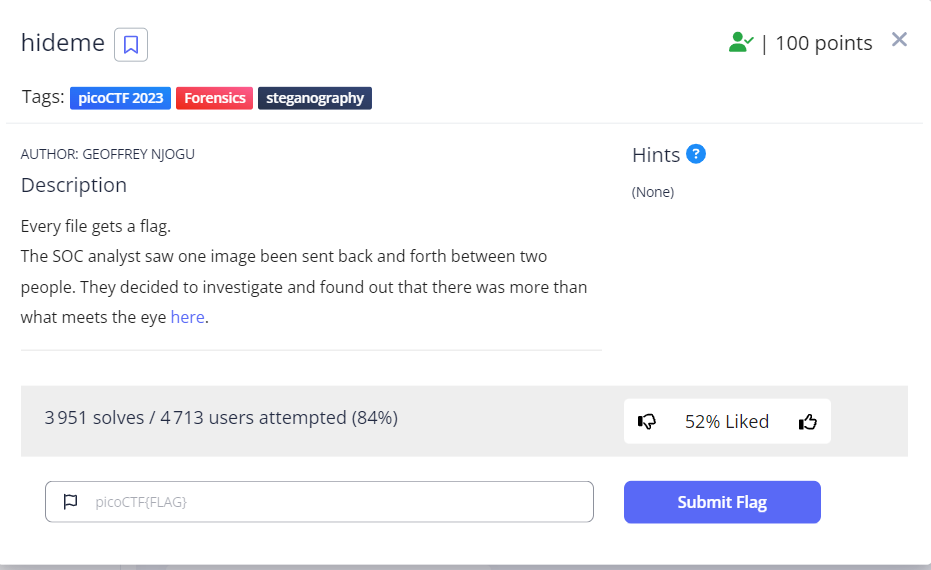 hideme
| 100 points
Tags: picoCTF 2023 Forensics steganography
AUTHOR: GEOFFREY NJOGU
Description
Every file gets a flag.
The SOC analyst saw one image been sent back and forth between two
people. They decided to investigate and found out that there was more than
what meets the eye here.
Hints ?
(None)
3 951 solves / 4 713 users attempted (84%)
52% Liked
picoCTF{FLAG}
Submit Flag